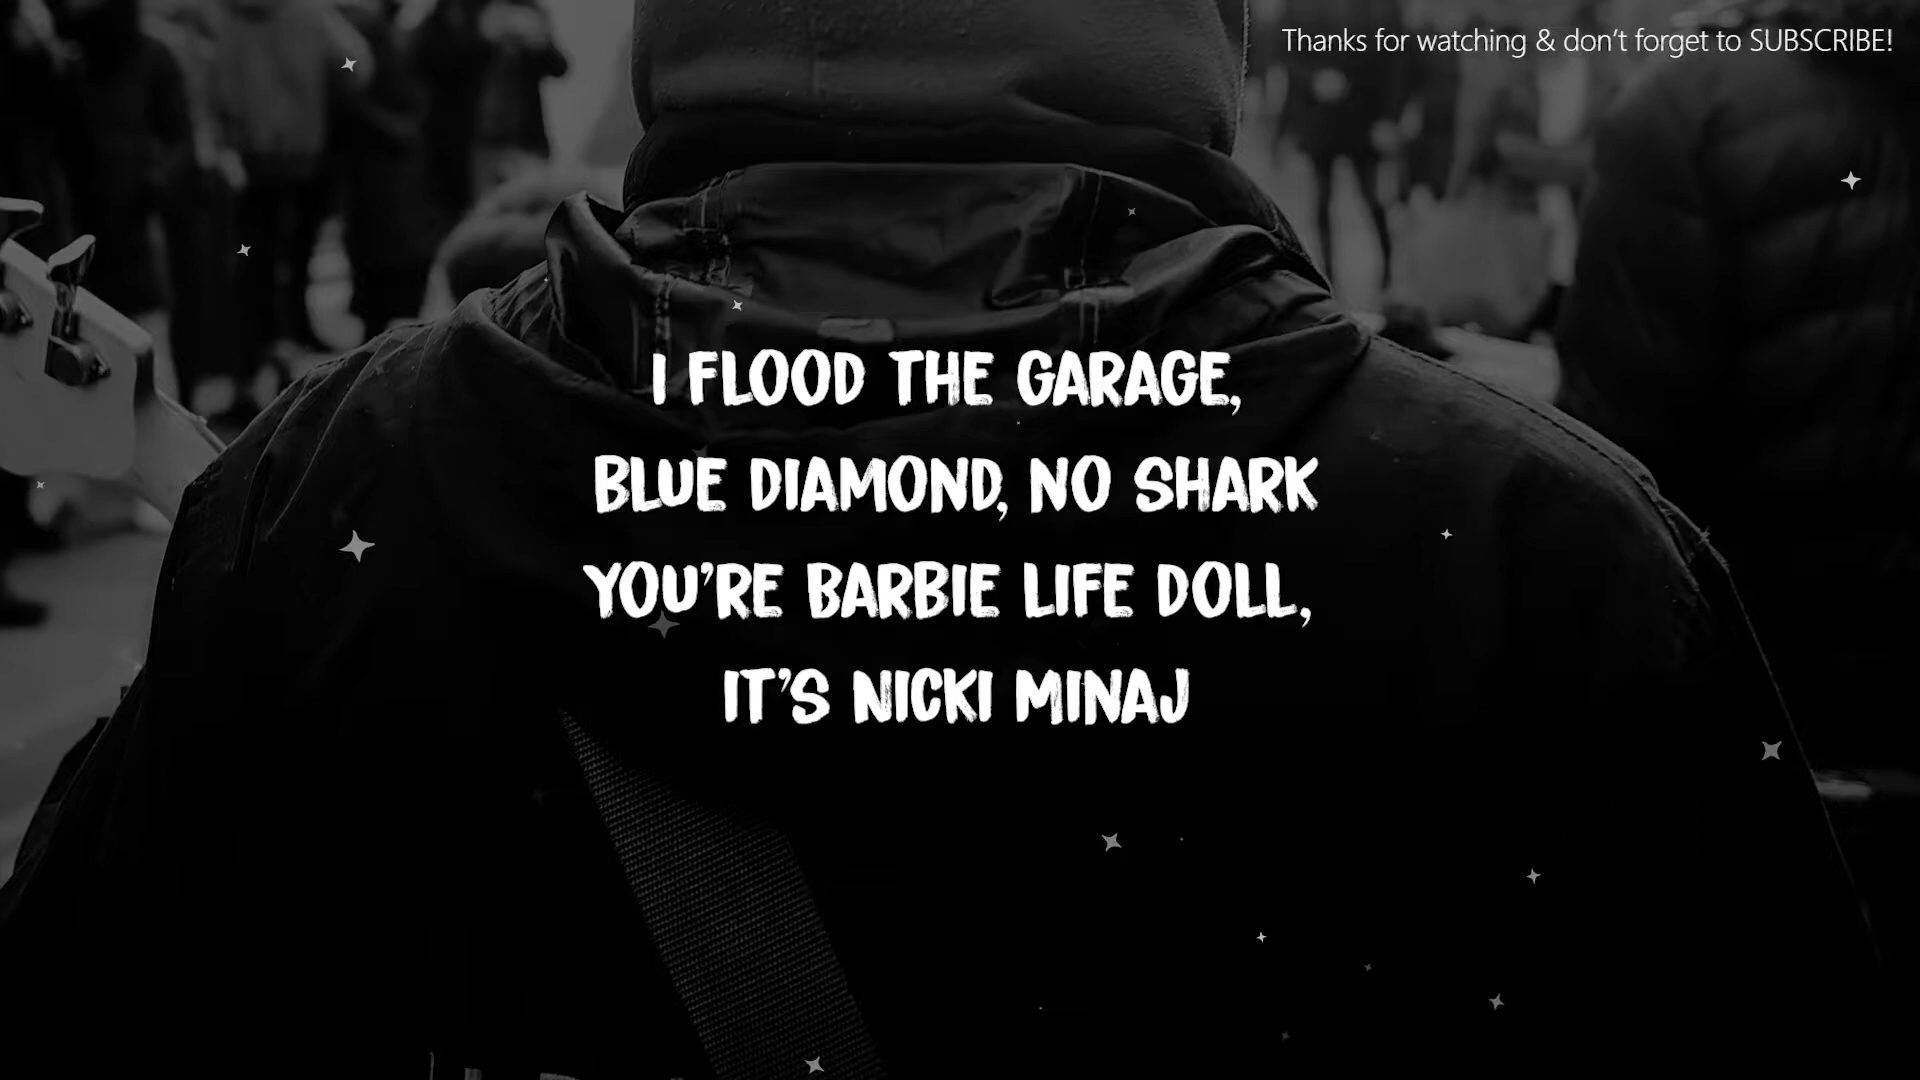 Thanks for watching & don't forget to SUBSCRIBE!
I FLOOD THE GARAGE,
BLUE DIAMOND, NO SHARK
YOU'RE BARBIE LIFE DOLL,
IT'S NICKI MINAJ